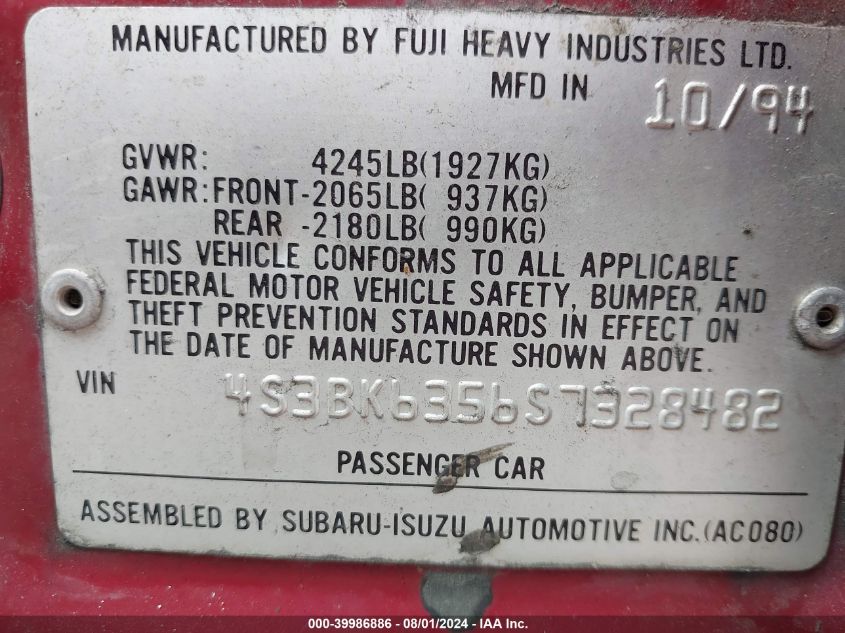 MANUFACTURED BY FUJI HEAVY INDUSTRIES LTD.
MFD IN 10/94
GVWR: 4245LB(1927KG)
GAWR:FRONT-2065LB( 937KG)
REAR -2180LB( 990KG)
THIS VEHICLE CONFORMS TO ALL APPLICABLE
FEDERAL MOTOR VEHICLE SAFETY, BUMPER, AND
THEFT PREVENTION STANDARDS IN EFFECT ON
THE DATE OF MANUFACTURE SHOWN ABOVE.
VIN 4S3BK6356S7328482
PASSENGER CAR
ASSEMBLED BY SUBARU-ISUZU AUTOMOTIVE INC.(AC080)
000-39986886 - 08/01/2024 - IAA Inc.